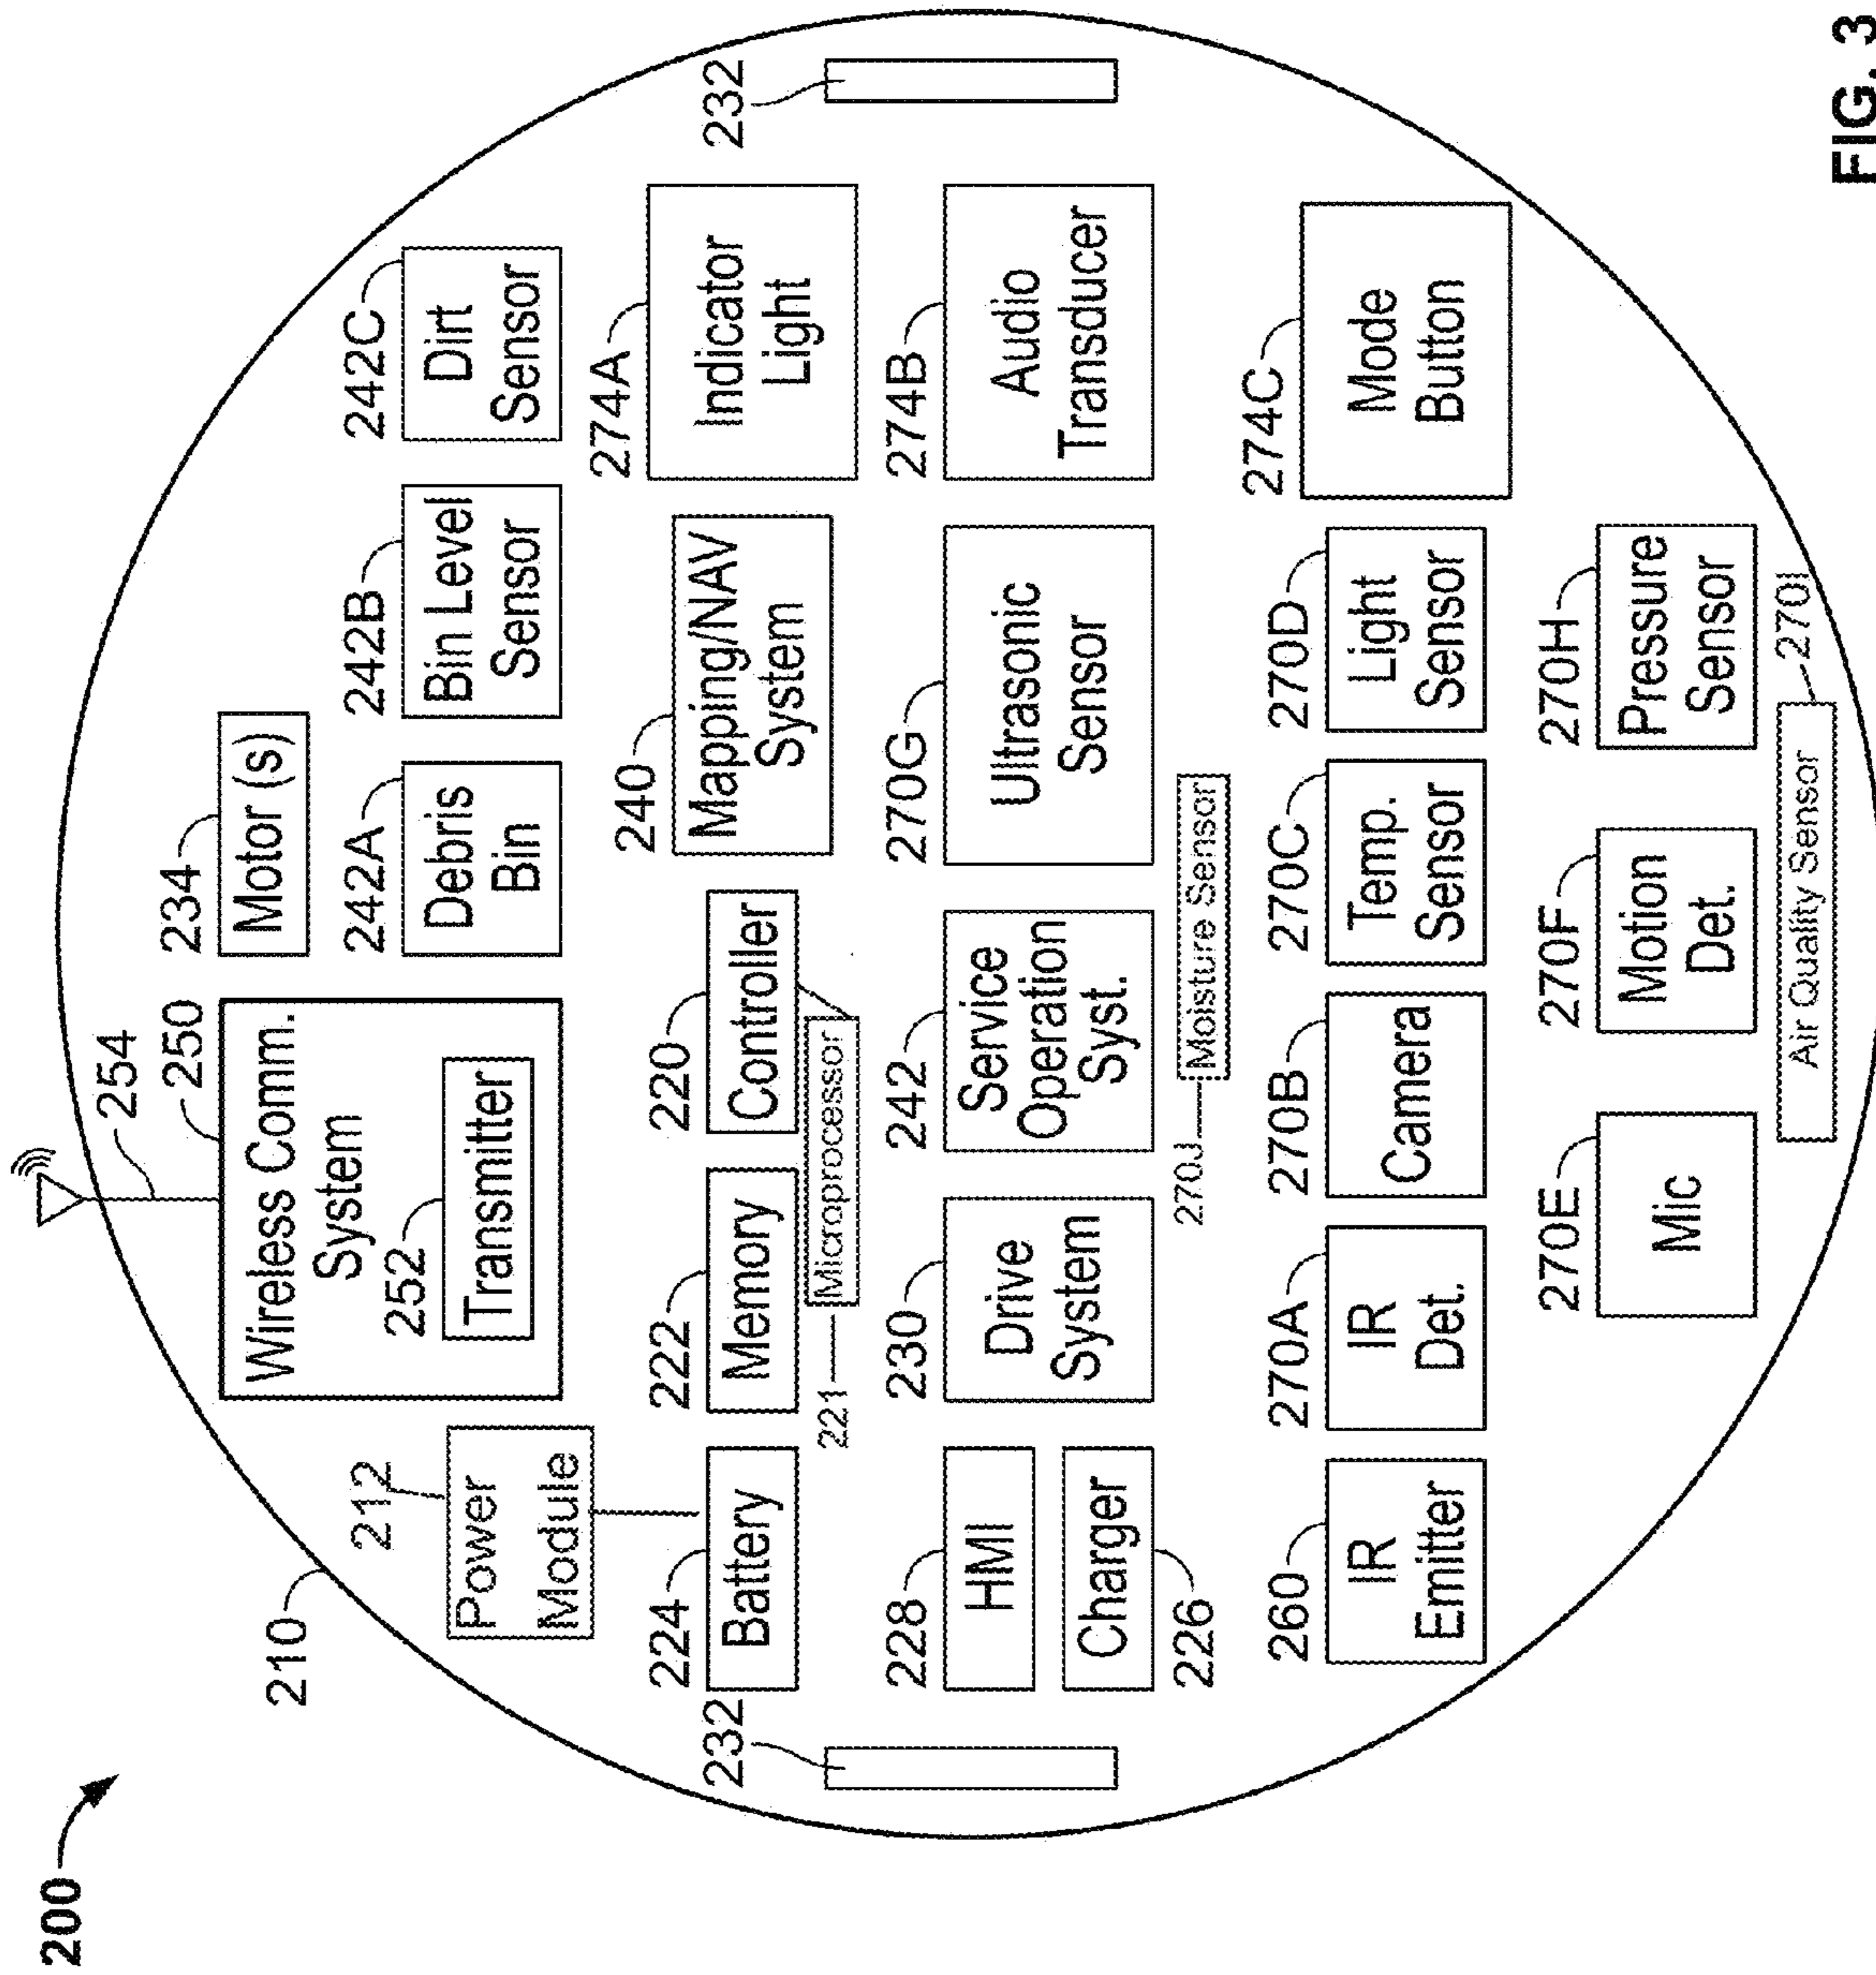 200
210
254
250
Wireless Comm.
System
252
Transmitter
234
Motor (s)
212
Power
Module
242A
Debris
Bin
242B
Bin Level
Sensor
242C
Dirt
Sensor
224
Battery
222
Memory
220
Controller
221
Microprocessor
240
Mapping/NAV
System
274A
Indicator
Light
232
232
228
HMI
Charger
226
230
Drive
System
242
Service
Operation
Syst.
270G
Ultrasonic
Sensor
274B
Audio
Transducer
270J
Moisture Sensor
260
IR
Emitter
270A
IR
Det.
270B
Camera
270C
Temp.
Sensor
270D
Light
Sensor
274C
Mode
Button
270E
Mic
270F
Motion
Det.
270H
Pressure
Sensor
Air Quality Sensor
270I
FIG. 3